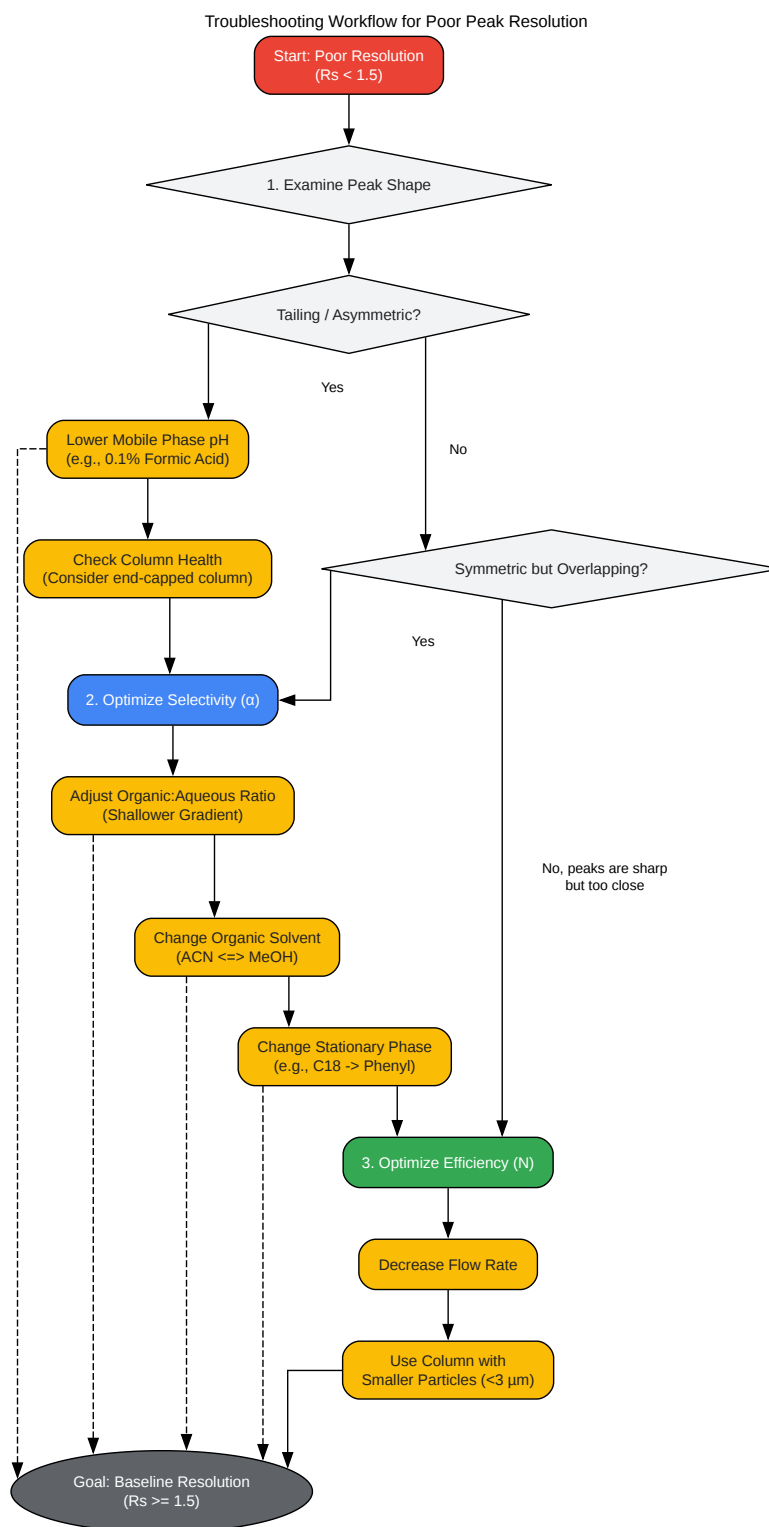 Troubleshooting Workflow for Poor Peak Resolution
Start: Poor Resolution
(Rs < 1.5)
1. Examine Peak Shape
Tailing / Asymmetric?
Yes
Lower Mobile Phase pH
(e.g., 0.1% Formic Acid)
No
Check Column Health
(Consider end-capped column)
Symmetric but Overlapping?
Yes
2. Optimize Selectivity (α)
Adjust Organic:Aqueous Ratio
(Shallower Gradient)
No, peaks are sharp
but too close
Change Organic Solvent
(ACN <=> MeOH)
Change Stationary Phase
(e.g., C18 -> Phenyl)
3. Optimize Efficiency (N)
Decrease Flow Rate
Use Column with
Smaller Particles (<3 µm)
Goal: Baseline Resolution
(Rs >= 1.5)